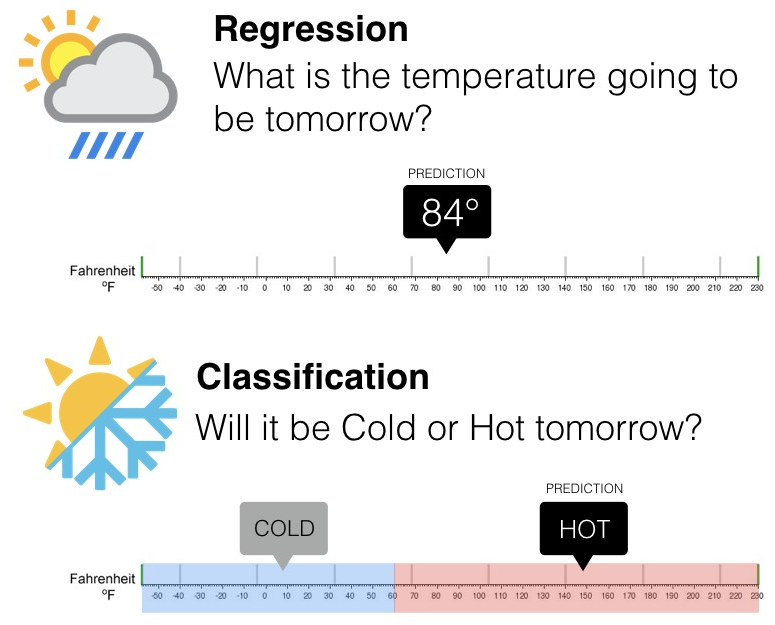 Regression
What is the temperature going to
be tomorrow?
PREDICTION
84°
Fahrenheit
ºF
-50 -40 -30 -20 -10 0 10 20 30 40 50 60 70 80 90 100 110 120 130 140 150 160 170 180 190 200 210 220 230
Classification
Will it be Cold or Hot tomorrow?
PREDICTION
COLD HOT
Fahrenheit
ºF
-50 -40 -30 -20 -10 0 10 20 30 40 50 60 70 80 90 100 110 120 130 140 150 160 170 180 190 200 210 220 230